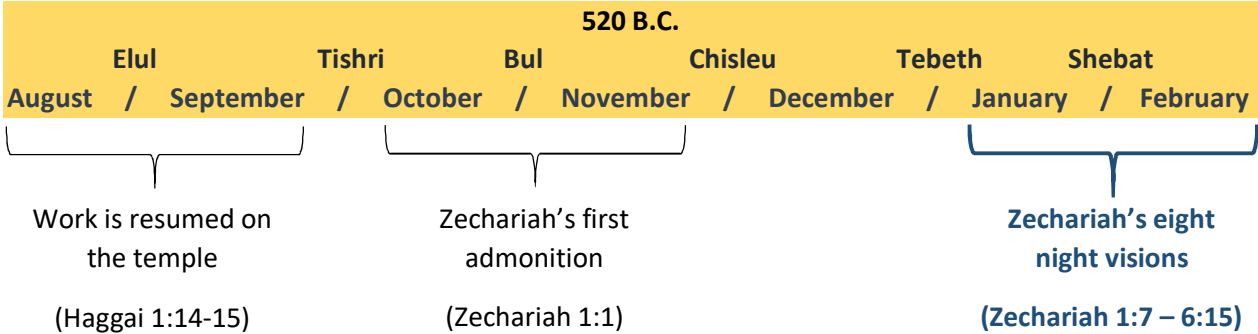 520 B.C.
Elul Tishri Bul Chisleu Tebeth Shebat
August / September / October / November / December / January / February
Work is resumed on Zechariah’s first Zechariah’s eight
the temple admonition night visions
(Haggai 1:14-15) (Zechariah 1:1) (Zechariah 1:7 – 6:15)